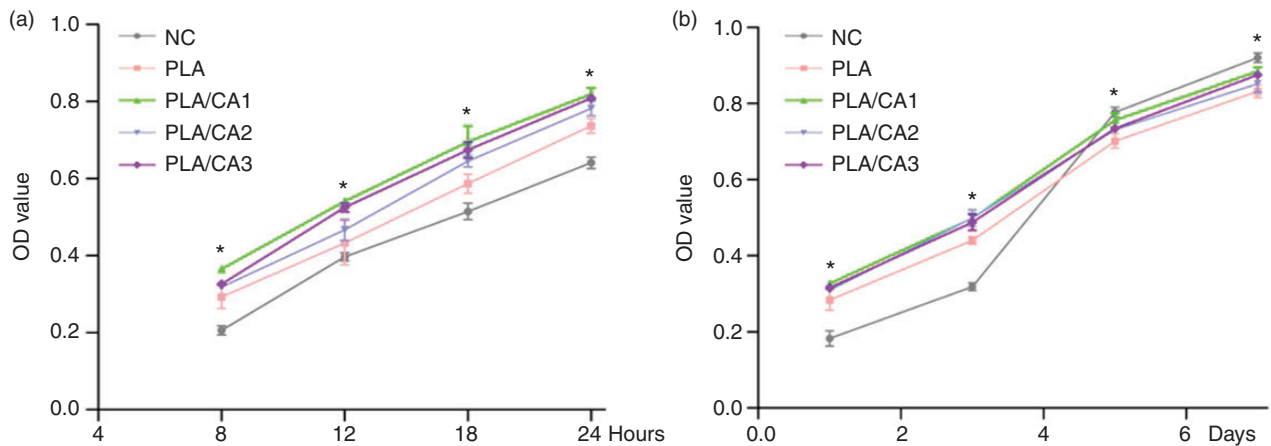 (a)
1.0
0.8
0.6
0.4
0.2
0.0
OD value
NC
PLA
PLA/CA1
PLA/CA2
PLA/CA3
*
*
*
*
4 8 12 18 24 Hours
(b)
1.0
0.8
0.6
0.4
0.2
0.0
OD value
NC
PLA
PLA/CA1
PLA/CA2
PLA/CA3
*
*
*
*
0.0 2 4 6 Days